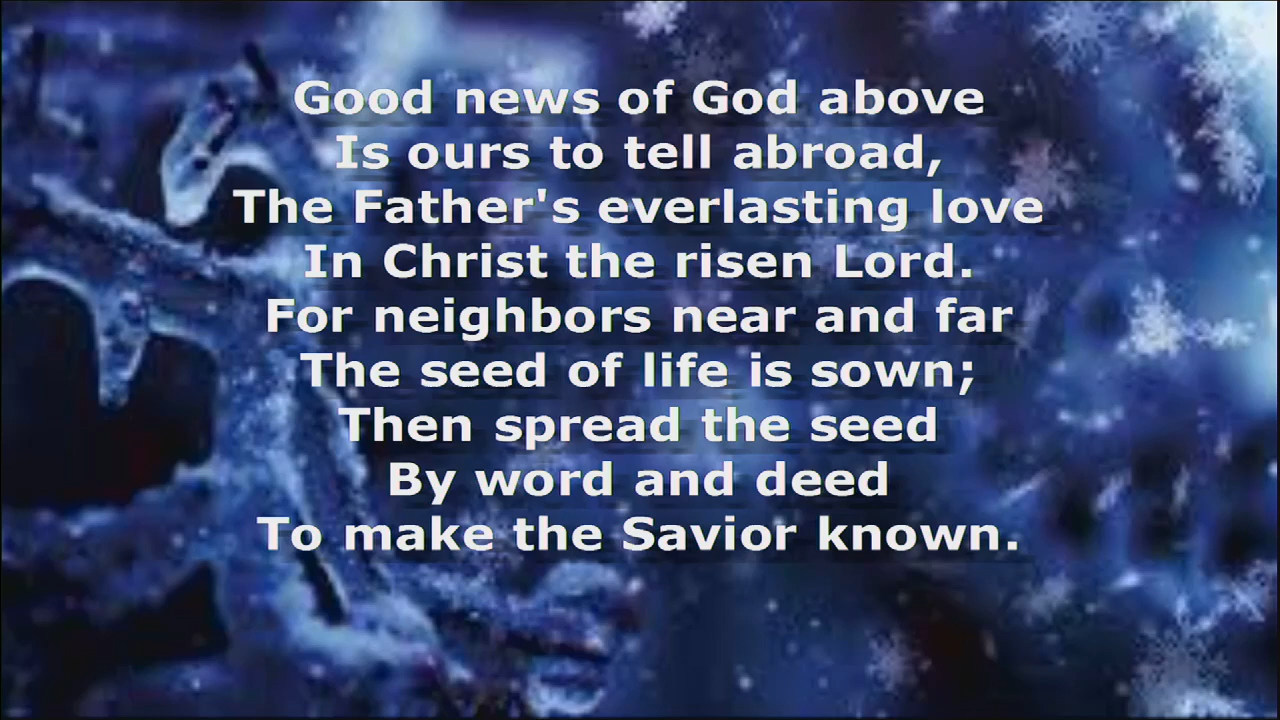 Good news of God above
Is ours to tell abroad,
The Father's everlasting love
In Christ the risen Lord.
For neighbors near and far
The seed of life is sown;
Then spread the seed
By word and deed
To make the Savior known.